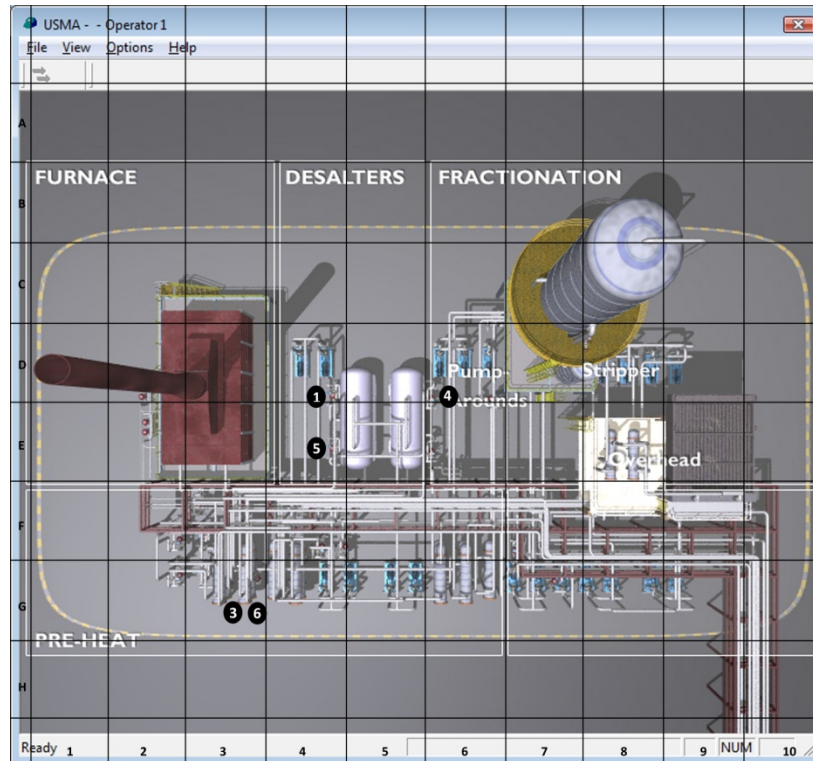 USMA - - Operator 1
File View Options Help
A
FURNACE DESALTERS FRACTIONATION
B
C
D
Pump- Stripper
1 4 Arounds
E
5
Overhead
F
G
3 6
PRE-HEAT
H
Ready 1 2 3 4 5 6 7 8 9 NUM 10